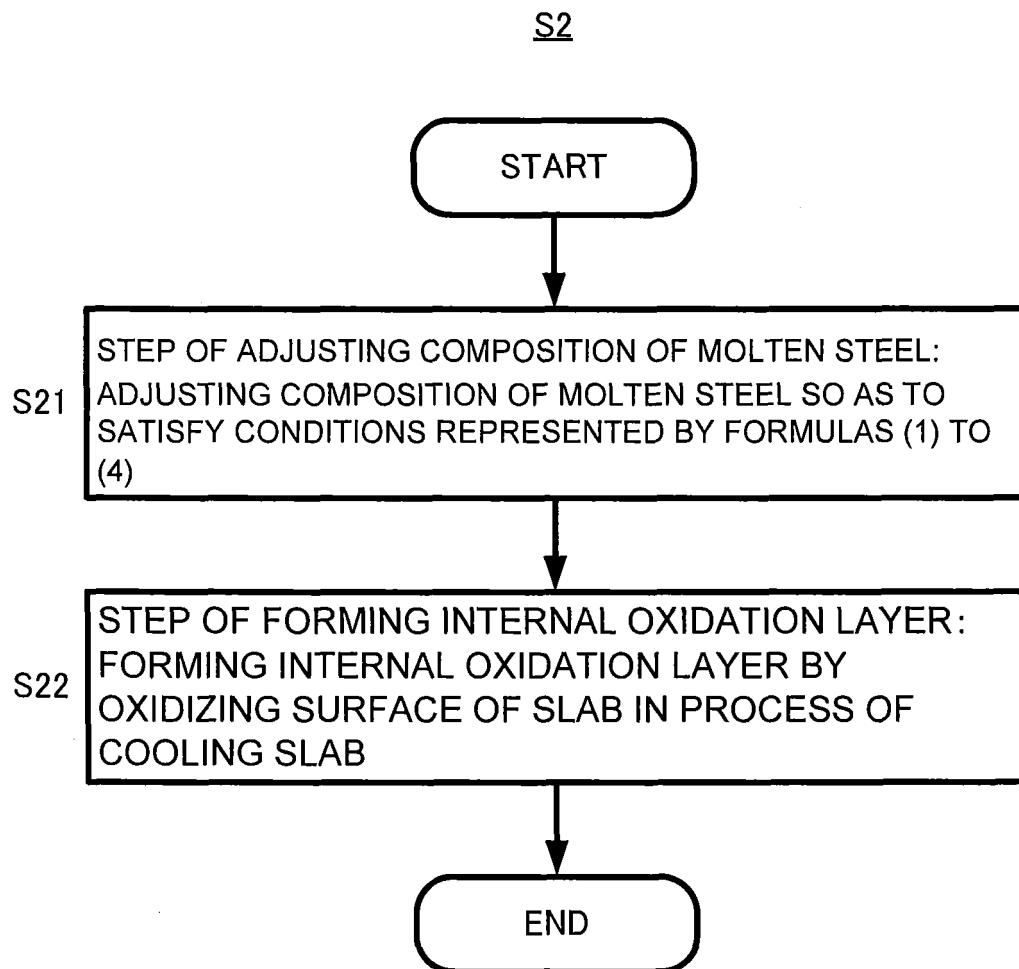 S2
START
S21
STEP OF ADJUSTING COMPOSITION OF MOLTEN STEEL:
ADJUSTING COMPOSITION OF MOLTEN STEEL SO AS TO
SATISFY CONDITIONS REPRESENTED BY FORMULAS (1) TO
(4)
S22
STEP OF FORMING INTERNAL OXIDATION LAYER:
FORMING INTERNAL OXIDATION LAYER BY
OXIDIZING SURFACE OF SLAB IN PROCESS OF
COOLING SLAB
END